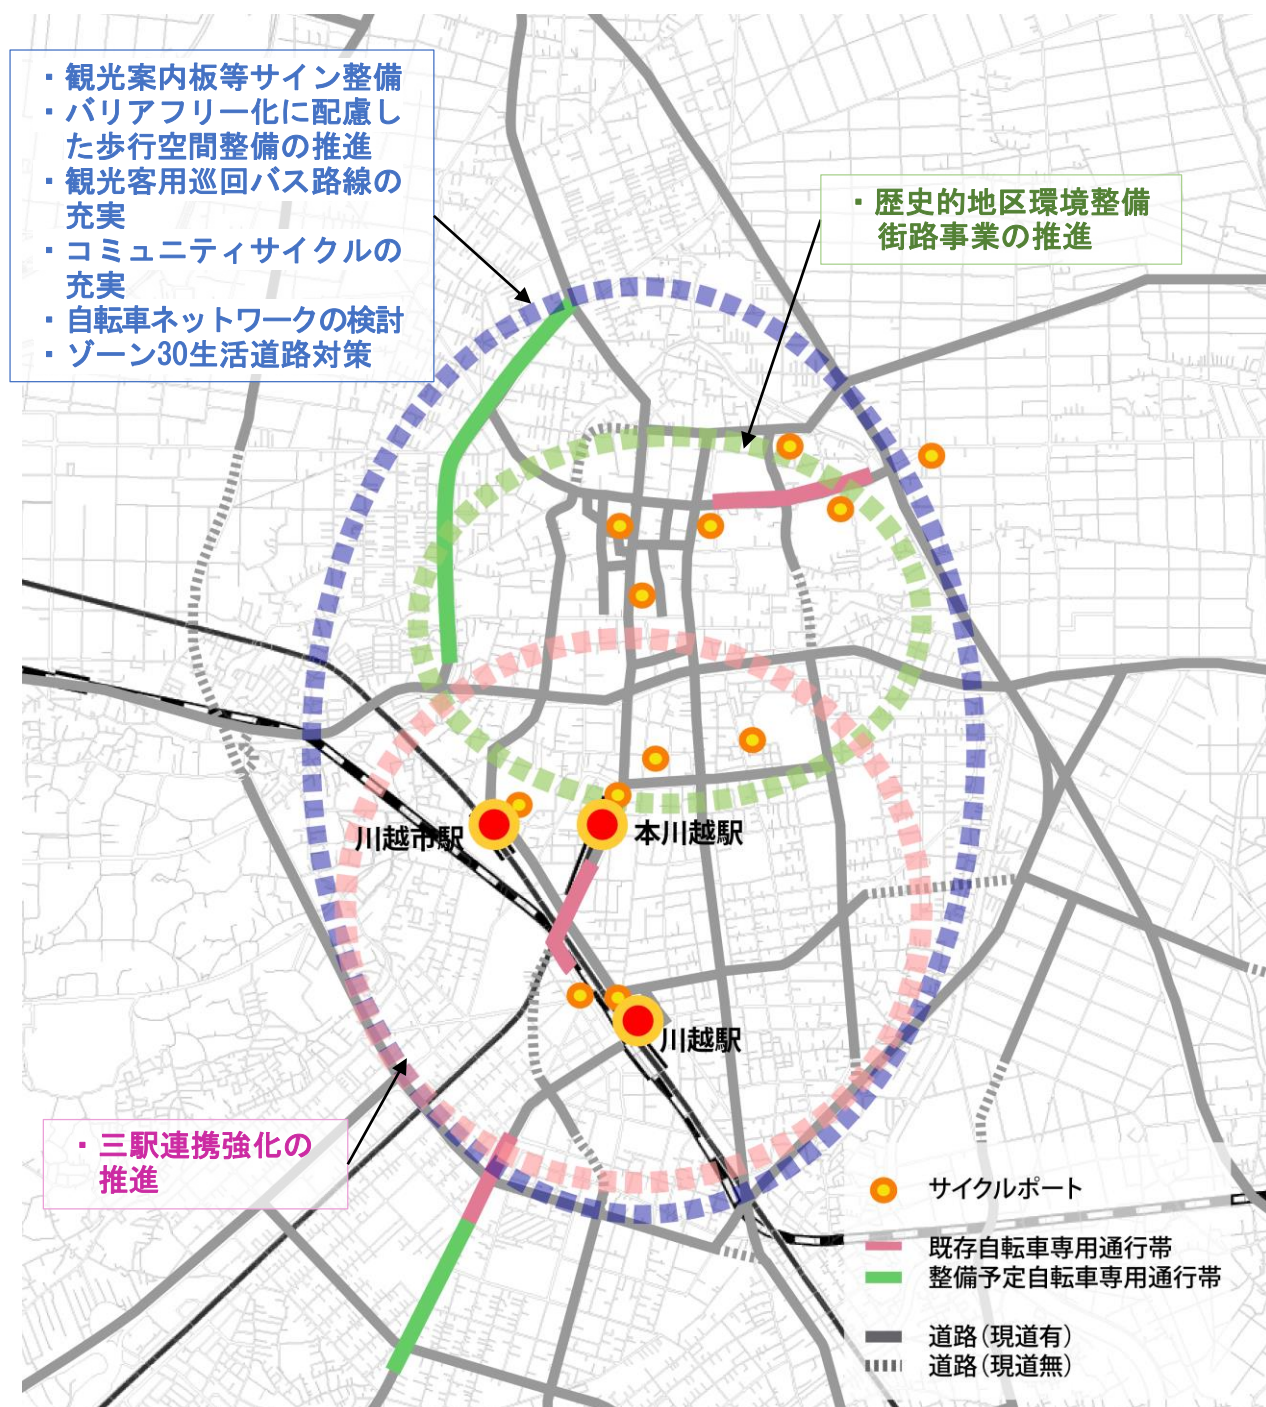 ・観光案内板等サイン整備
・バリアフリー化に配慮し
た歩行空間整備の推進
・観光客用巡回バス路線の
充実
・コミュニティサイクルの
充実
・自転車ネットワークの検討
・ゾーン30生活道路対策
・歴史的地区環境整備
街路事業の推進
川越市駅
本川越駅
川越駅
・三駅連携強化の
推進
サイクルポート
既存自転車専用通行帯
整備予定自転車専用通行帯
道路(現道有)
道路(現道無)